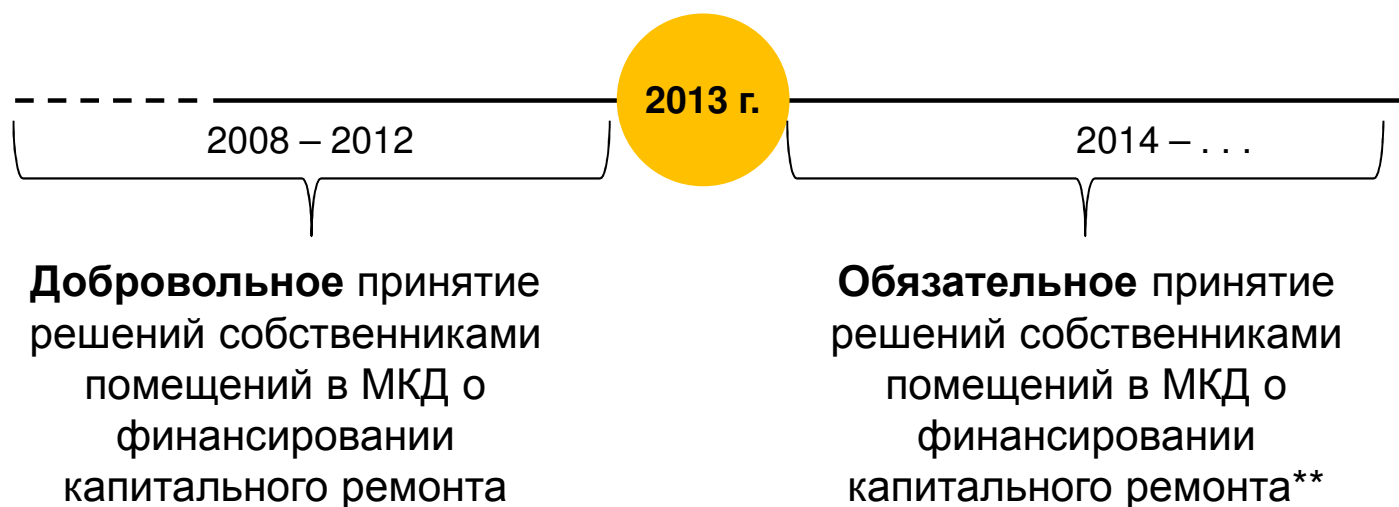 2013 г.
2008 – 2012
2014 – . . .
Добровольное принятие
решений собственниками
помещений в МКД о
финансировании
капитального ремонта
Обязательное принятие
решений собственниками
помещений в МКД о
финансировании
капитального ремонта**